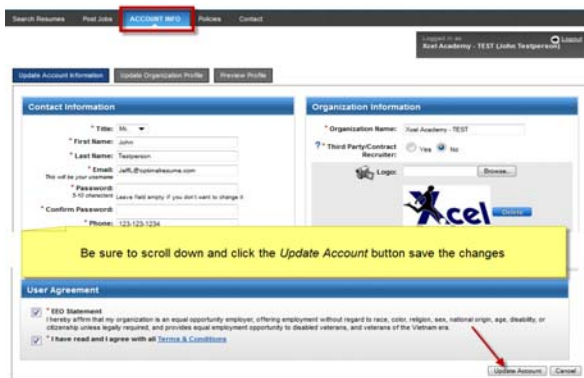 Search Resumes Post Jobs ACCOUNT INFO Policies Contact
Logged in as Logout
Xcel Academy - TEST (John Testperson)
Update Account Information Update Organization Profile Preview Profile
Contact Information
* Title: Mr.
* First Name: John
* Last Name: Testperson
* Email: JeffL@optimalresume.com
This will be your username
* Password:
5-10 characters Leave field empty if you don't want to change it
* Confirm Password:
* Phone: 123-123-1234
Organization Information
* Organization Name: Xcel Academy - TEST
? * Third Party/Contract Recruiter: Yes No
Logo: Browse...
Xcel Delete
Be sure to scroll down and click the Update Account button save the changes
User Agreement
* EEO Statement
I hereby affirm that my organization is an equal opportunity employer, offering employment without regard to race, color, religion, sex, national origin, age, disability, or
citizenship unless legally required, and provides equal employment opportunity to disabled veterans, and veterans of the Vietnam era.
* I have read and I agree with all Terms & Conditions
Update Account Cancel